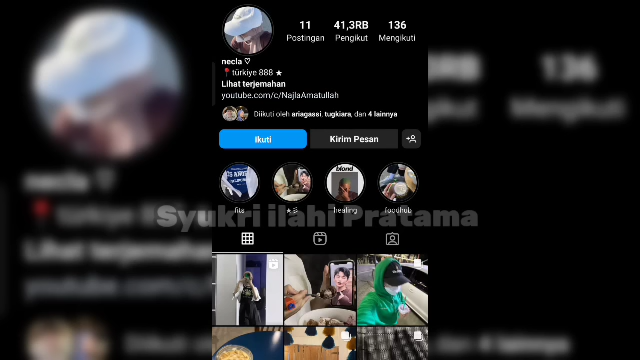 11 41,3RB 136
Postingan Pengikut Mengikuti
necla ♡
📍türkiye 888 ★
Lihat terjemahan
youtube.com/c/NajlaAmatullah
Diikuti oleh ariagassi, tugkiara, dan 4 lainnya
Ikuti Kirim Pesan
blond
fits healing foodhub
Syukri ilahi Pratama